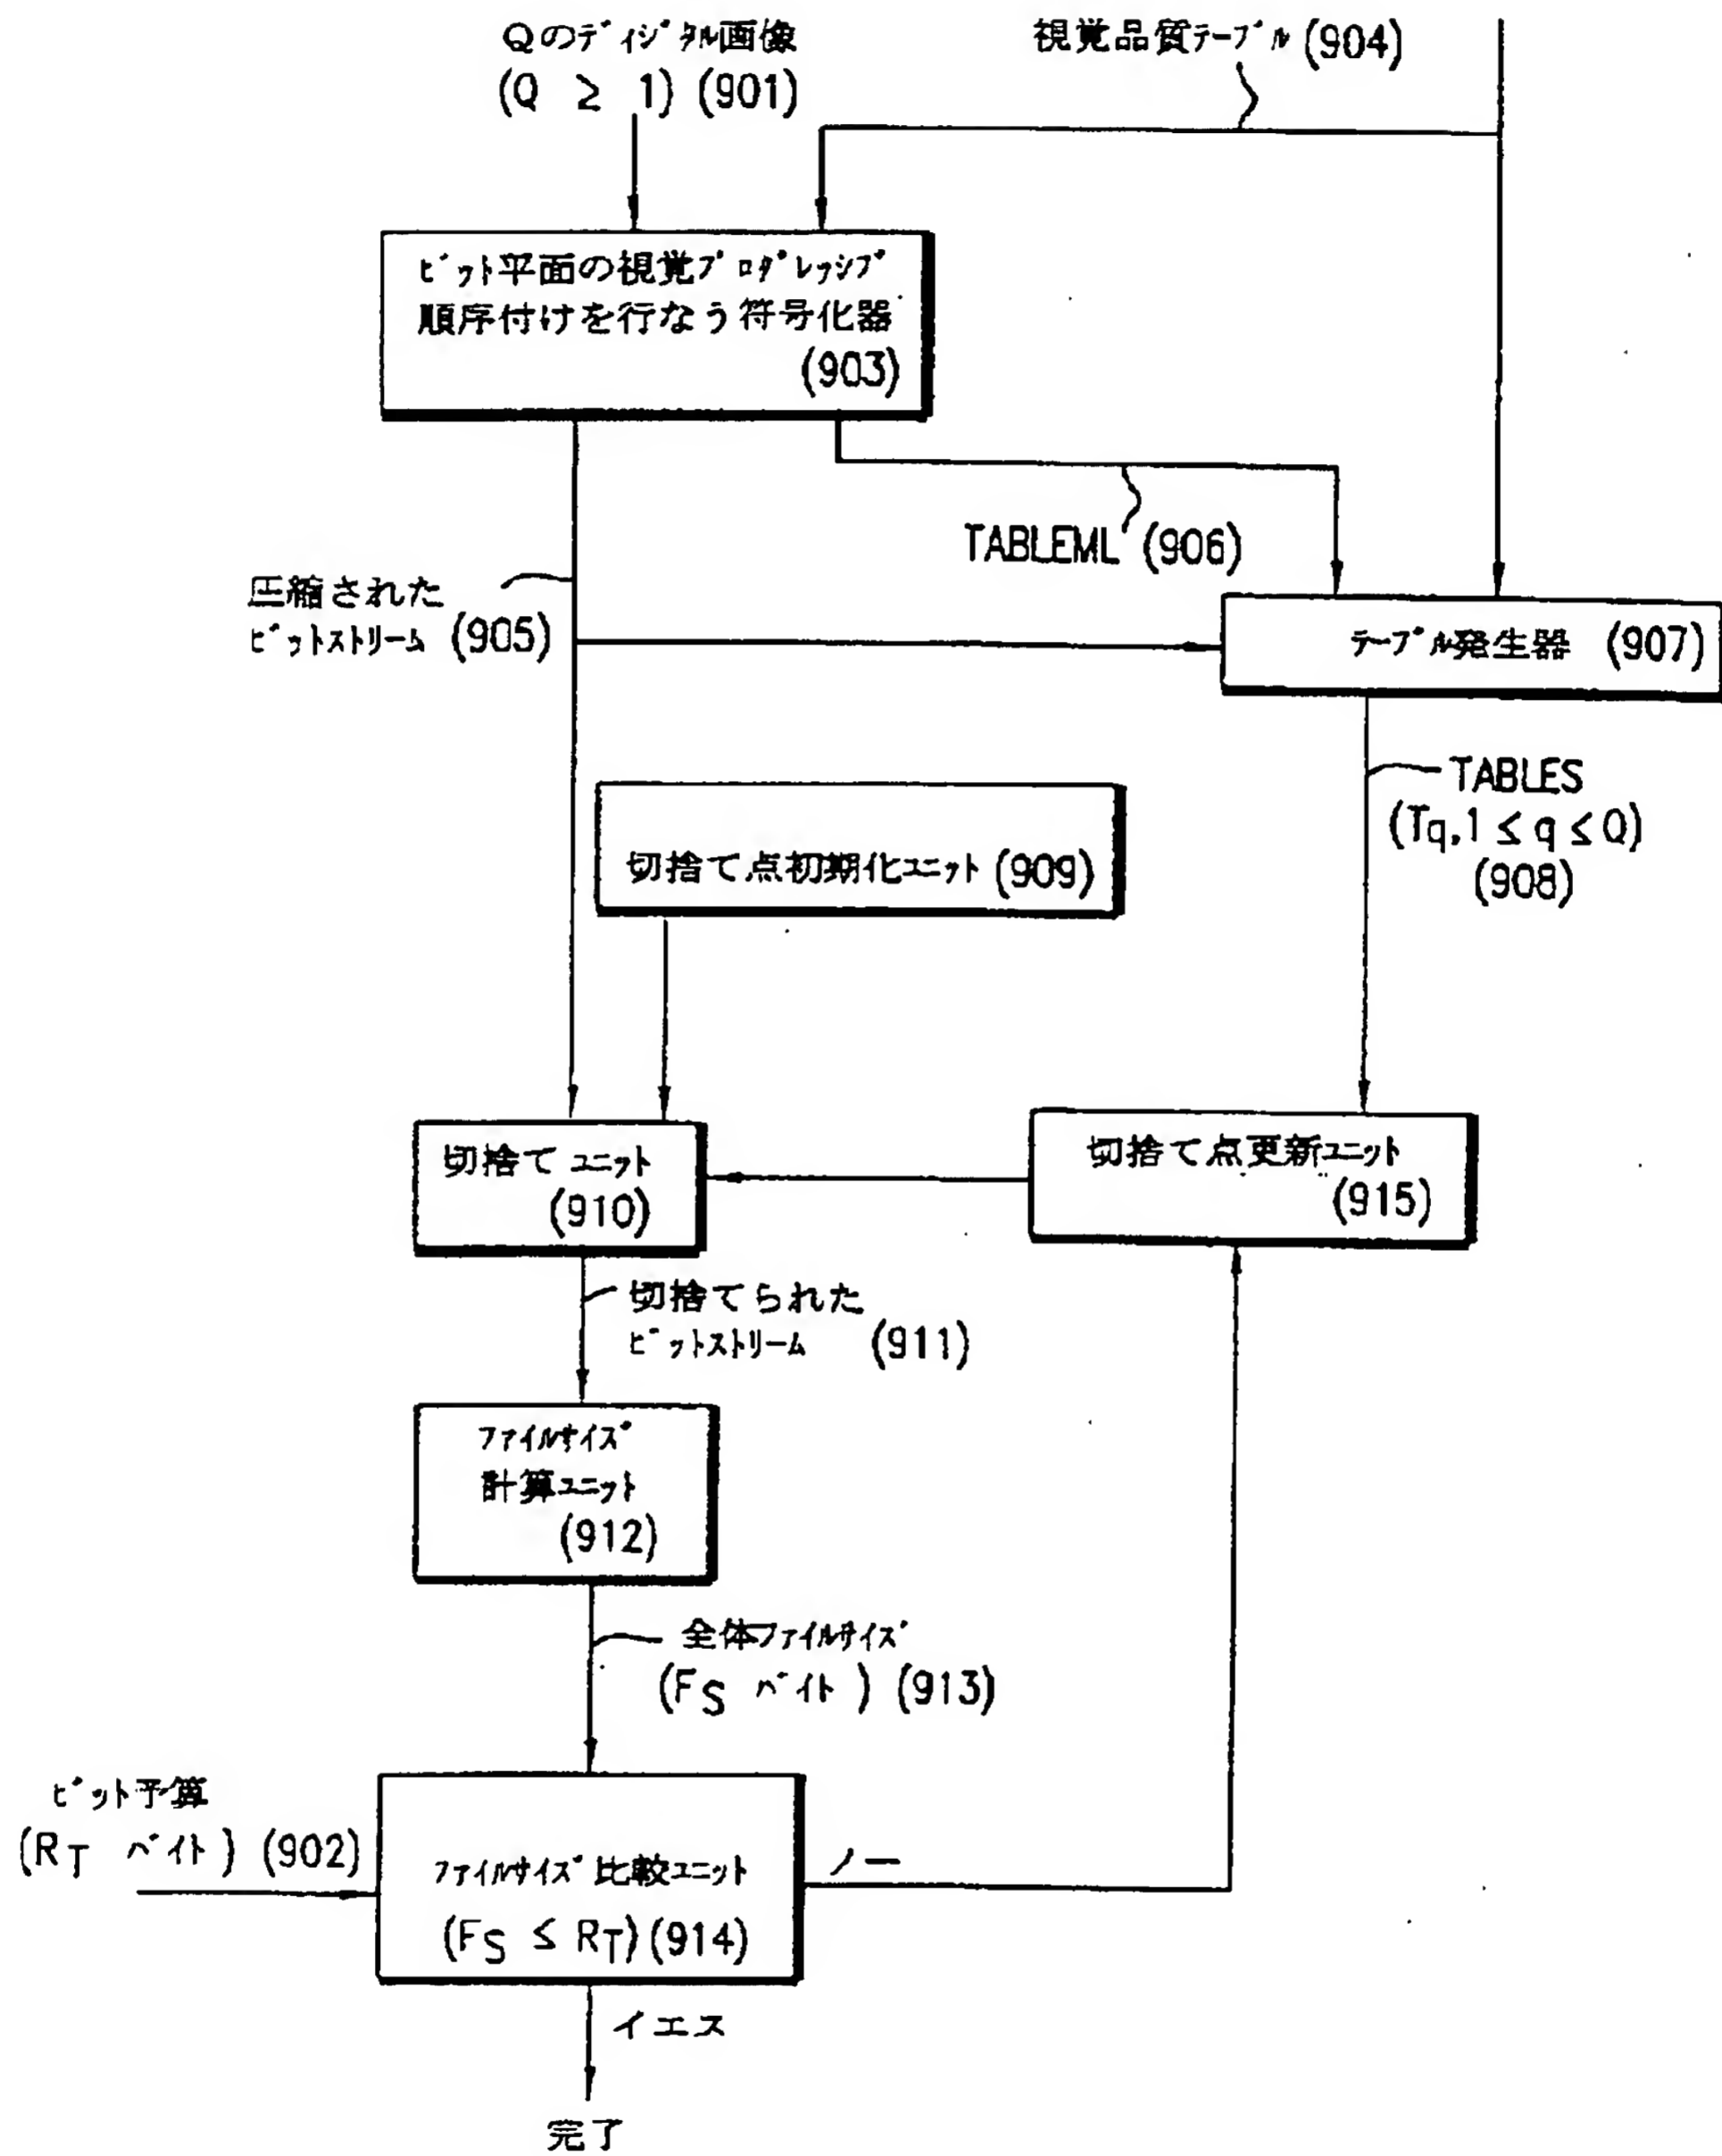 Qのディジタル画像
(Q ≥ 1) (901)
視覚品質テーブル (904)
ビット平面の視覚プログレッシブ
順序付けを行なう符号化器
(903)
TABLEML (906)
圧縮された
ビットストリーム (905)
テーブル発生器 (907)
TABLES
(Tq, 1 ≤ q ≤ Q)
(908)
切捨て点初期化ユニット (909)
切捨て ユニット
(910)
切捨て点更新ユニット
(915)
切捨てられた
ビットストリーム (911)
ファイルサイズ
計算ユニット
(912)
全体ファイルサイズ
(FS バイト) (913)
ビット予算
(RT バイト) (902)
ファイルサイズ比較ユニット
(FS ≤ RT) (914)
ノー
イエス
完了